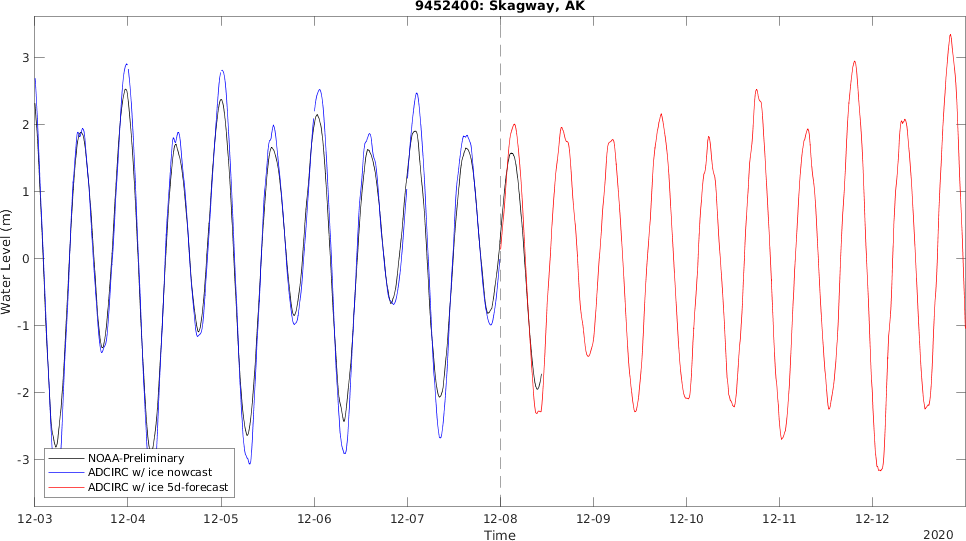 9452400: Skagway, AK
Water Level (m)
3
2
1
0
-1
-2
-3
NOAA-Preliminary
ADCIRC w/ ice nowcast
ADCIRC w/ ice 5d-forecast
12-03 12-04 12-05 12-06 12-07 12-08 12-09 12-10 12-11 12-12
Time
2020